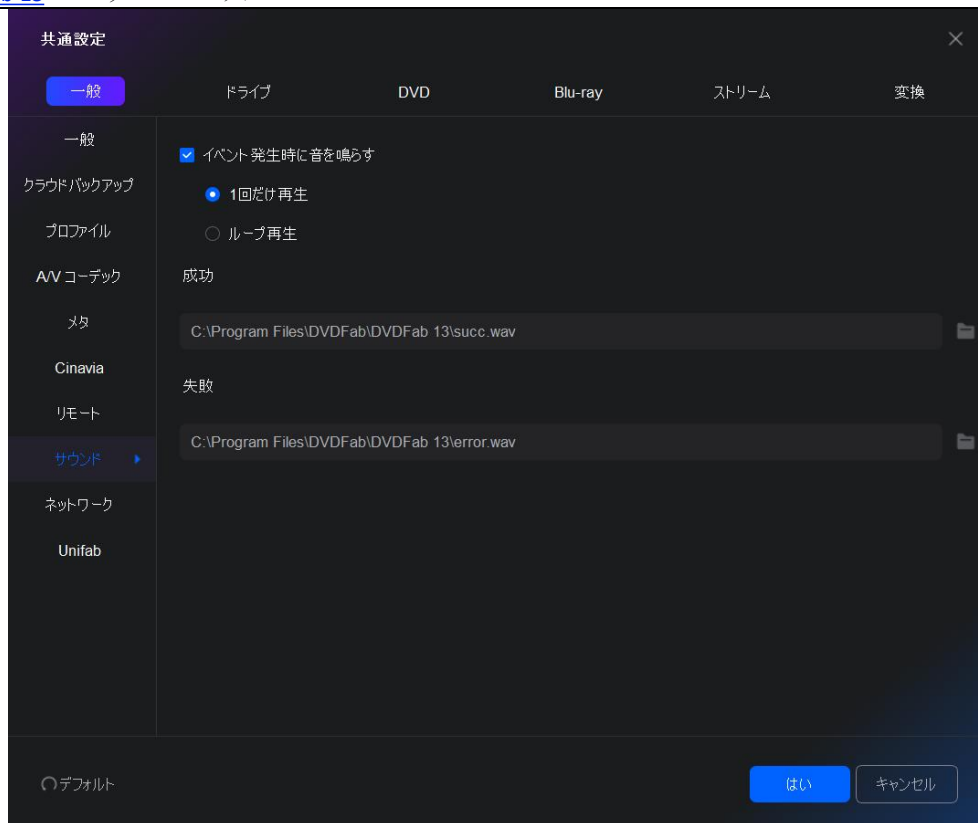 共通設定
一般 ドライブ DVD Blu-ray ストリーム 変換
一般
クラウドバックアップ
プロファイル
A/V コーデック
メタ
Cinavia
リモート
サウンド
ネットワーク
Unifab
イベント発生時に音を鳴らす
1回だけ再生
ループ再生
成功
C:\Program Files\DVDFab\DVDFab 13\succ.wav
失敗
C:\Program Files\DVDFab\DVDFab 13\error.wav
デフォルト はい キャンセル